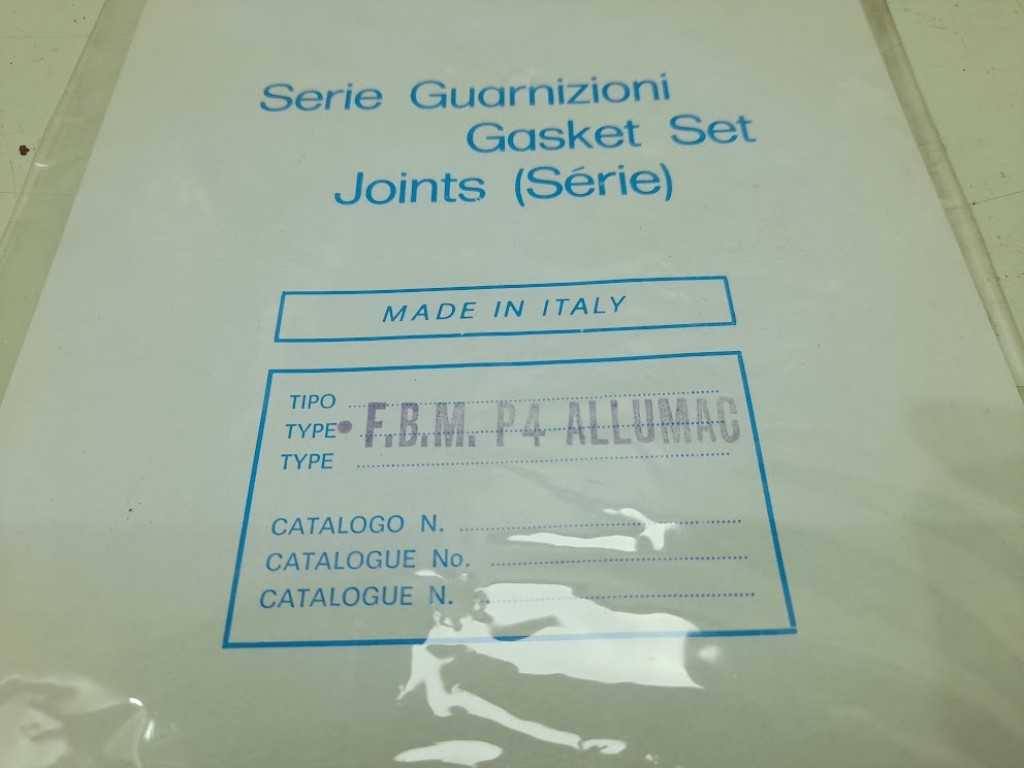 Serie Guarnizioni
Gasket Set
Joints (Série)
MADE IN ITALY
TIPO
TYPE F.B.M. P4 ALLUMAC
TYPE
CATALOGO N.
CATALOGUE No.
CATALOGUE N.